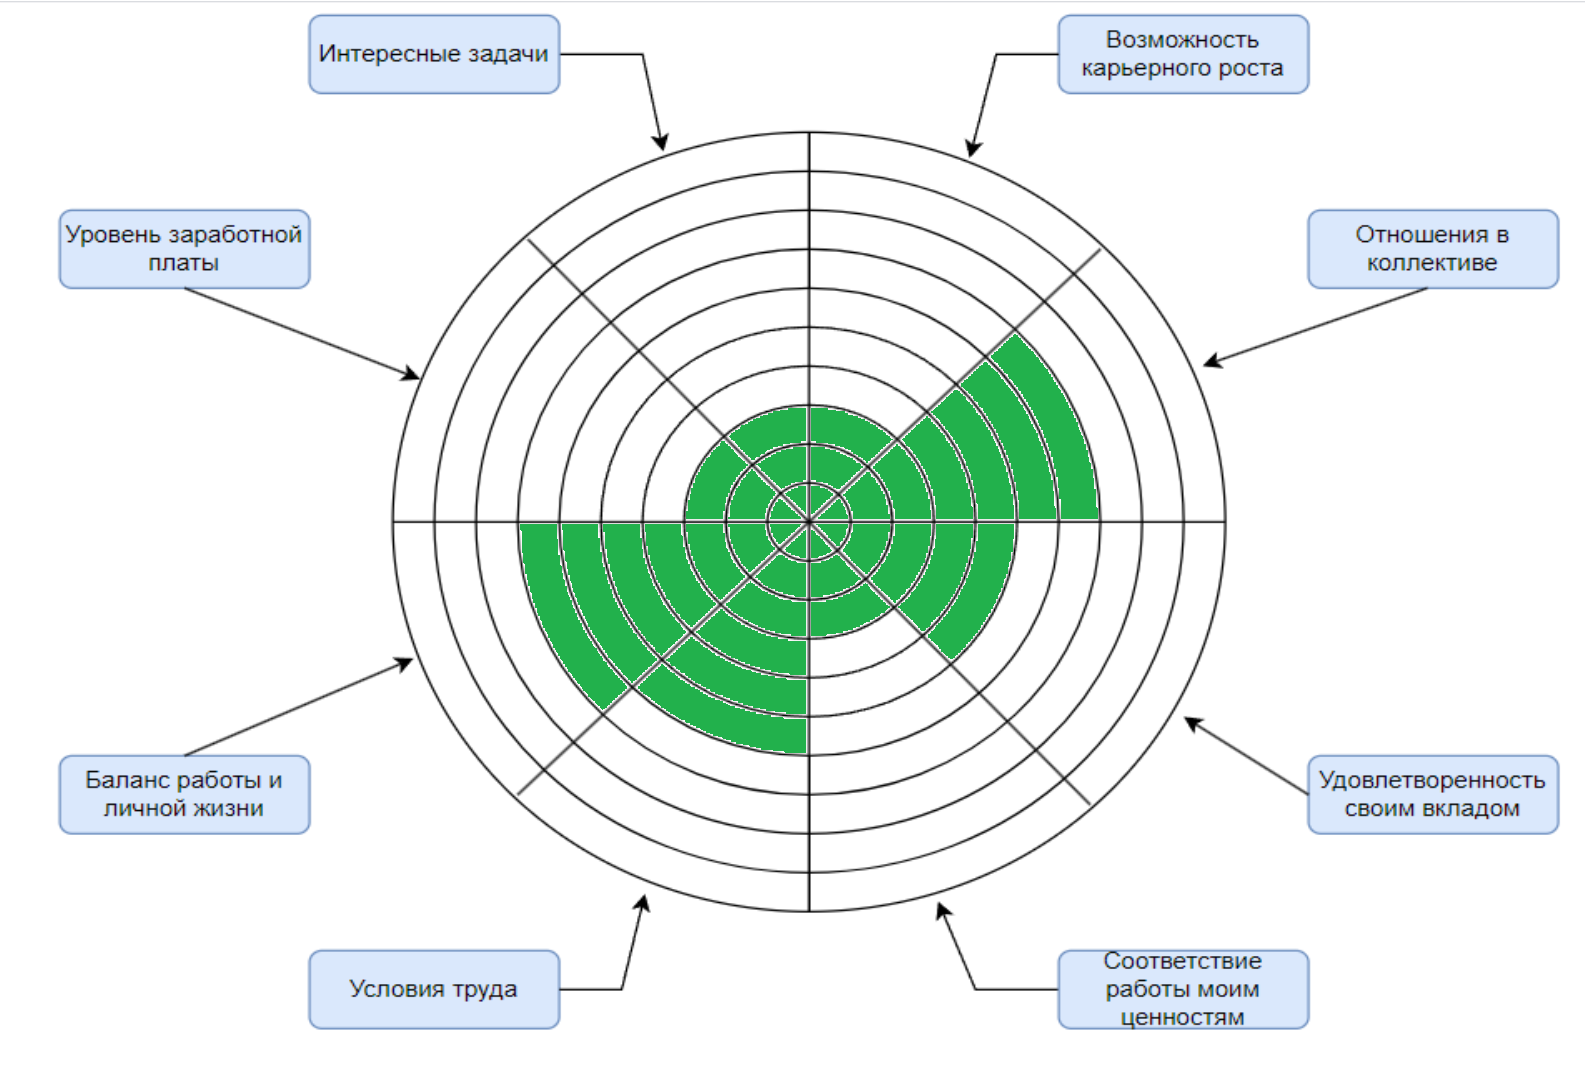 Интересные задачи
Возможность
карьерного роста
Уровень заработной
платы
Отношения в
коллективе
Баланс работы и
личной жизни
Удовлетворенность
своим вкладом
Условия труда
Соответствие
работы моим
ценностям